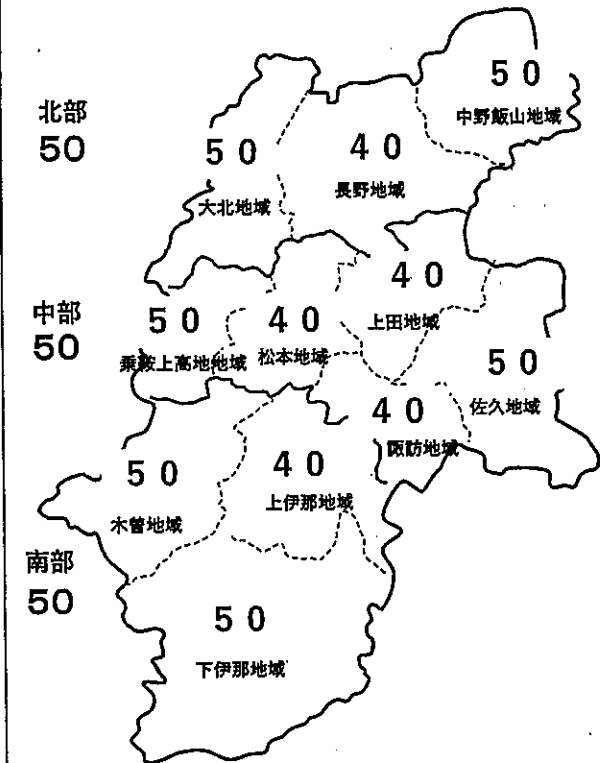 50
中野飯山地域
北部
50
50
大北地域
40
長野地域
40
上田地域
中部
50
50
乗鞍上高地地域
40
松本地域
50
佐久地域
40
諏訪地域
50
木曽地域
40
上伊那地域
南部
50
50
下伊那地域